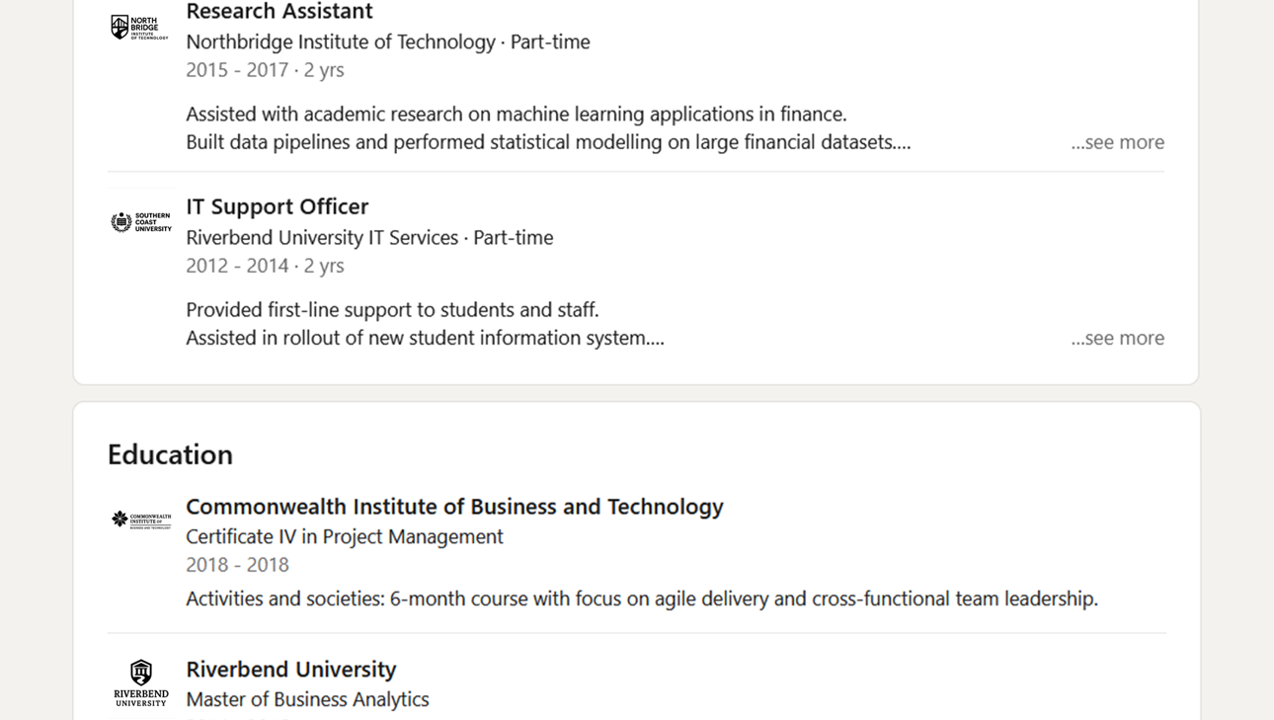 Research Assistant
NORTH
BRIDGE
INSTITUTE
OF TECHNOLOGY
Northbridge Institute of Technology · Part-time
2015 - 2017 · 2 yrs
Assisted with academic research on machine learning applications in finance.
Built data pipelines and performed statistical modelling on large financial datasets....
...see more
IT Support Officer
SOUTHERN
COAST
UNIVERSITY
Riverbend University IT Services · Part-time
2012 - 2014 · 2 yrs
Provided first-line support to students and staff.
Assisted in rollout of new student information system....
...see more
Education
Commonwealth Institute of Business and Technology
COMMONWEALTH
INSTITUTE OF
BUSINESS AND TECHNOLOGY
Certificate IV in Project Management
2018 - 2018
Activities and societies: 6-month course with focus on agile delivery and cross-functional team leadership.
Riverbend University
RIVERBEND
UNIVERSITY
Master of Business Analytics